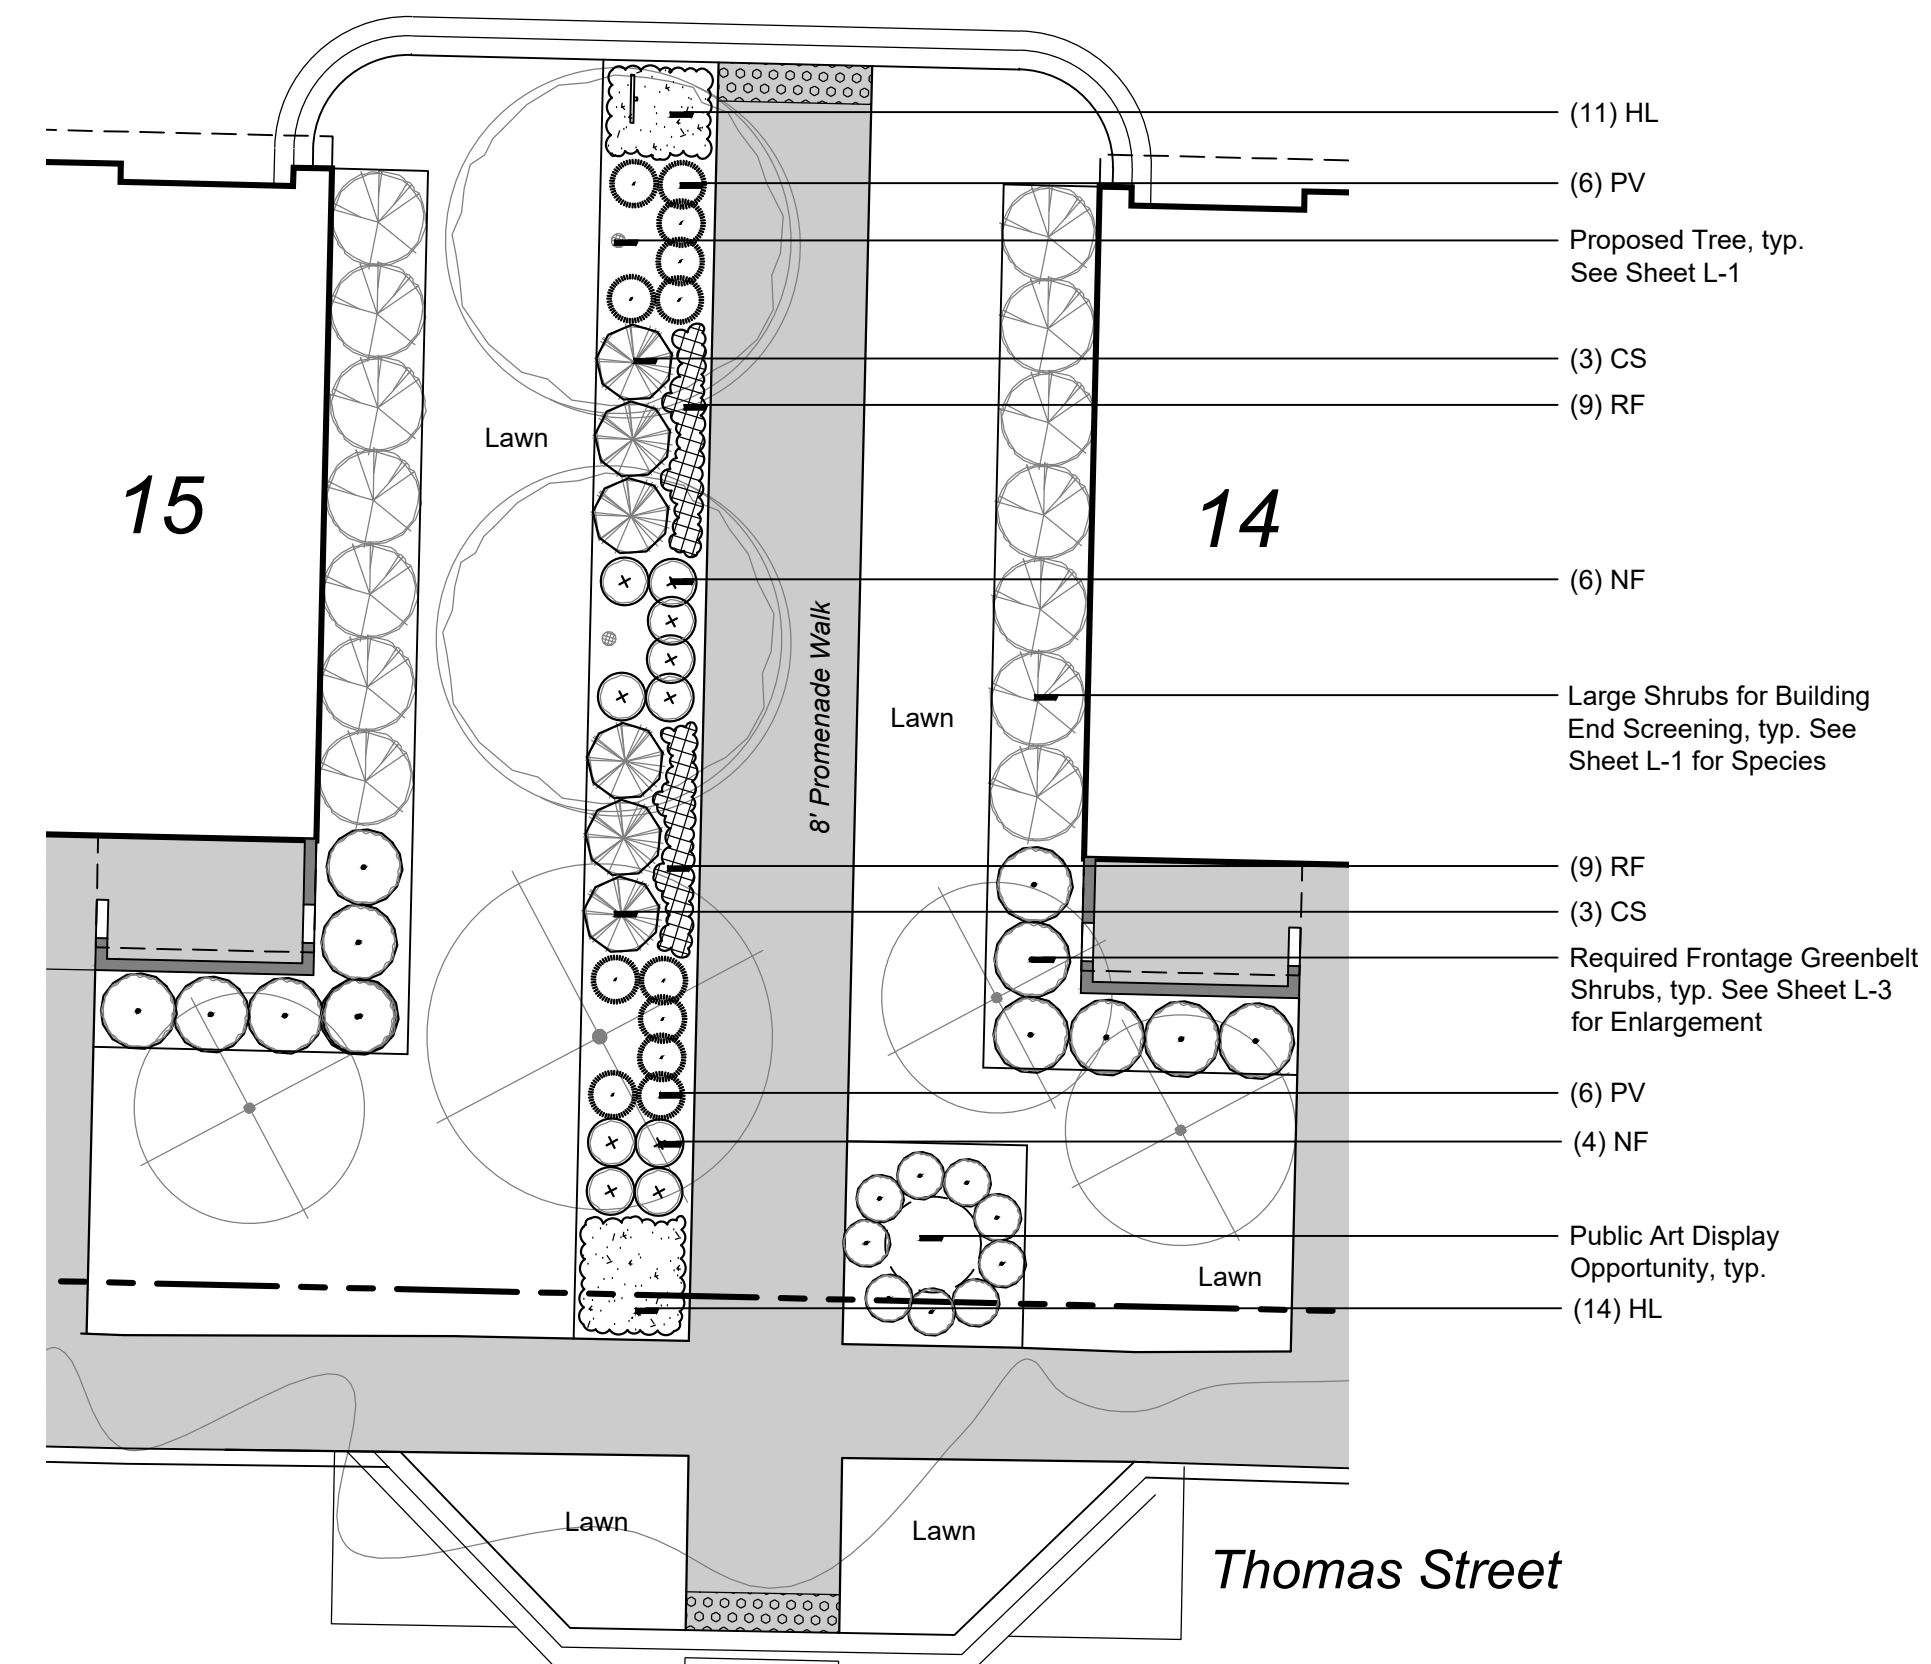 (11) HL
(6) PV
Proposed Tree, typ.
See Sheet L-1
(3) CS
(9) RF
Lawn
15
14
(6) NF
8' Promenade Walk
Lawn
Large Shrubs for Building
End Screening, typ. See
Sheet L-1 for Species
(9) RF
(3) CS
Required Frontage Greenbelt
Shrubs, typ. See Sheet L-3
for Enlargement
(6) PV
(4) NF
Public Art Display
Opportunity, typ.
Lawn
(14) HL
Lawn
Lawn
Thomas Street